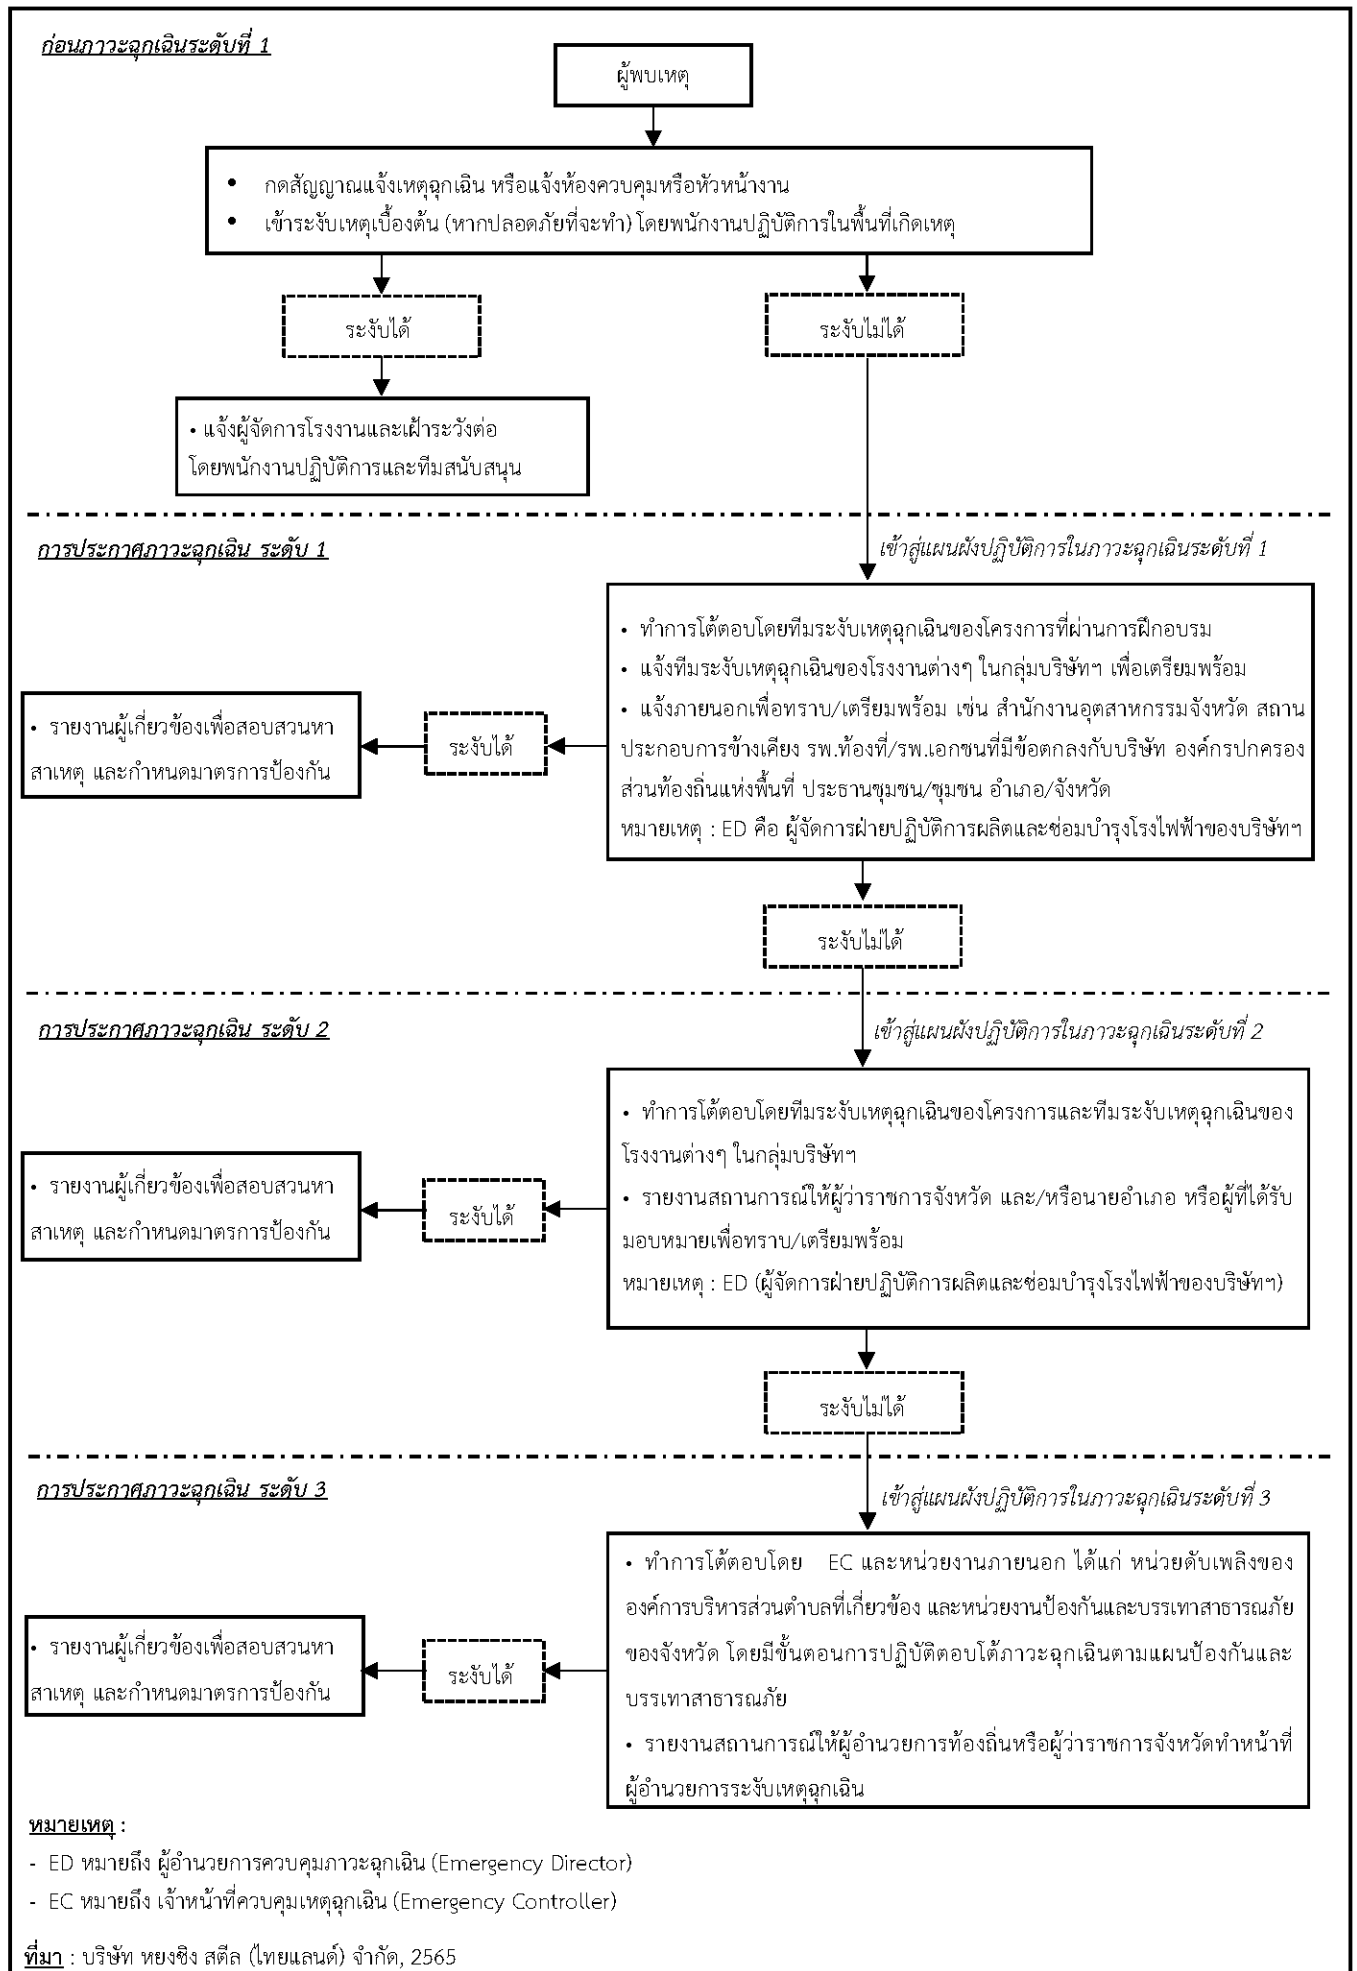 ก่อนภาวะฉุกเฉินระดับที่ 1
ผู้พบเหตุ
• กดสัญญาณแจ้งเหตุฉุกเฉิน หรือแจ้งห้องควบคุมหรือหัวหน้างาน
• เข้าระงับเหตุเบื้องต้น (หากปลอดภัยที่จะทำ) โดยพนักงานปฏิบัติการในพื้นที่เกิดเหตุ
ระงับได้
ระงับไม่ได้
• แจ้งผู้จัดการโรงงานและเฝ้าระวังต่อ
โดยพนักงานปฏิบัติการและทีมสนับสนุน
การประกาศภาวะฉุกเฉิน ระดับ 1
เข้าสู่แผนผังปฏิบัติการในภาวะฉุกเฉินระดับที่ 1
• ทำการโต้ตอบโดยทีมระงับเหตุฉุกเฉินของโครงการที่ผ่านการฝึกอบรม
• แจ้งทีมระงับเหตุฉุกเฉินของโรงงานต่างๆ ในกลุ่มบริษัทฯ เพื่อเตรียมพร้อม
• แจ้งภายนอกเพื่อทราบ/เตรียมพร้อม เช่น สำนักงานอุตสาหกรรมจังหวัด สถาน
ประกอบการข้างเคียง รพ.ท้องที่/รพ.เอกชนที่มีข้อตกลงกับบริษัท องค์กรปกครอง
ส่วนท้องถิ่นแห่งพื้นที่ ประธานชุมชน/ชุมชน อำเภอ/จังหวัด
หมายเหตุ : ED คือ ผู้จัดการฝ่ายปฏิบัติการผลิตและซ่อมบำรุงโรงไฟฟ้าของบริษัทฯ
ระงับได้
• รายงานผู้เกี่ยวข้องเพื่อสอบสวนหา
สาเหตุ และกำหนดมาตรการป้องกัน
ระงับไม่ได้
การประกาศภาวะฉุกเฉิน ระดับ 2
เข้าสู่แผนผังปฏิบัติการในภาวะฉุกเฉินระดับที่ 2
• ทำการโต้ตอบโดยทีมระงับเหตุฉุกเฉินของโครงการและทีมระงับเหตุฉุกเฉินของ
โรงงานต่างๆ ในกลุ่มบริษัทฯ
• รายงานสถานการณ์ให้ผู้ว่าราชการจังหวัด และ/หรือนายอำเภอ หรือผู้ที่ได้รับ
มอบหมายเพื่อทราบ/เตรียมพร้อม
หมายเหตุ : ED (ผู้จัดการฝ่ายปฏิบัติการผลิตและซ่อมบำรุงโรงไฟฟ้าของบริษัทฯ)
ระงับได้
• รายงานผู้เกี่ยวข้องเพื่อสอบสวนหา
สาเหตุ และกำหนดมาตรการป้องกัน
ระงับไม่ได้
การประกาศภาวะฉุกเฉิน ระดับ 3
เข้าสู่แผนผังปฏิบัติการในภาวะฉุกเฉินระดับที่ 3
• ทำการโต้ตอบโดย EC และหน่วยงานภายนอก ได้แก่ หน่วยดับเพลิงของ
องค์การบริหารส่วนตำบลที่เกี่ยวข้อง และหน่วยงานป้องกันและบรรเทาสาธารณภัย
ของจังหวัด โดยมีขั้นตอนการปฏิบัติตอบโต้ภาวะฉุกเฉินตามแผนป้องกันและ
บรรเทาสาธารณภัย
• รายงานสถานการณ์ให้ผู้อำนวยการท้องถิ่นหรือผู้ว่าราชการจังหวัดทำหน้าที่
ผู้อำนวยการระงับเหตุฉุกเฉิน
ระงับได้
• รายงานผู้เกี่ยวข้องเพื่อสอบสวนหา
สาเหตุ และกำหนดมาตรการป้องกัน
หมายเหตุ :
- ED หมายถึง ผู้อำนวยการควบคุมภาวะฉุกเฉิน (Emergency Director)
- EC หมายถึง เจ้าหน้าที่ควบคุมเหตุฉุกเฉิน (Emergency Controller)
ที่มา : บริษัท หยงซิง สตีล (ไทยแลนด์) จำกัด, 2565